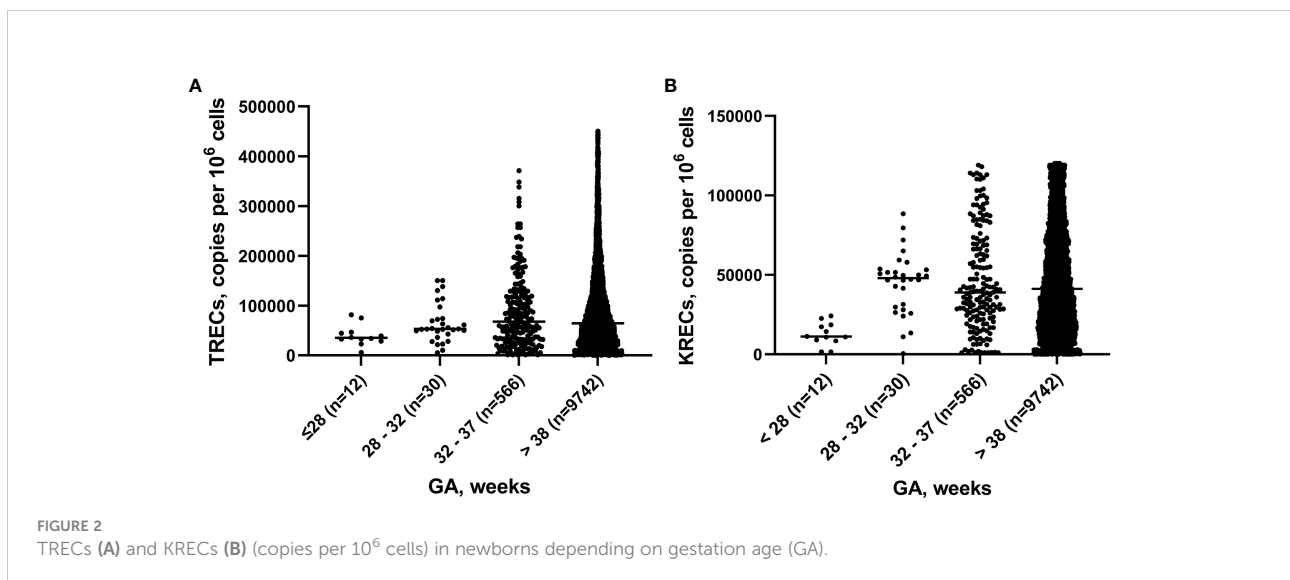 A
TRECs, copies per 10⁶ cells
500000
400000
300000
200000
100000
0
≤28 (n=12)
28 - 32 (n=30)
32 - 37 (n=566)
> 38 (n=9742)
GA, weeks
B
KRECs, copies per 10⁶ cells
150000
100000
50000
0
< 28 (n=12)
28 - 32 (n=30)
32 - 37 (n=566)
> 38 (n=9742)
GA, weeks
FIGURE 2
TRECs (A) and KRECs (B) (copies per 10⁶ cells) in newborns depending on gestation age (GA).